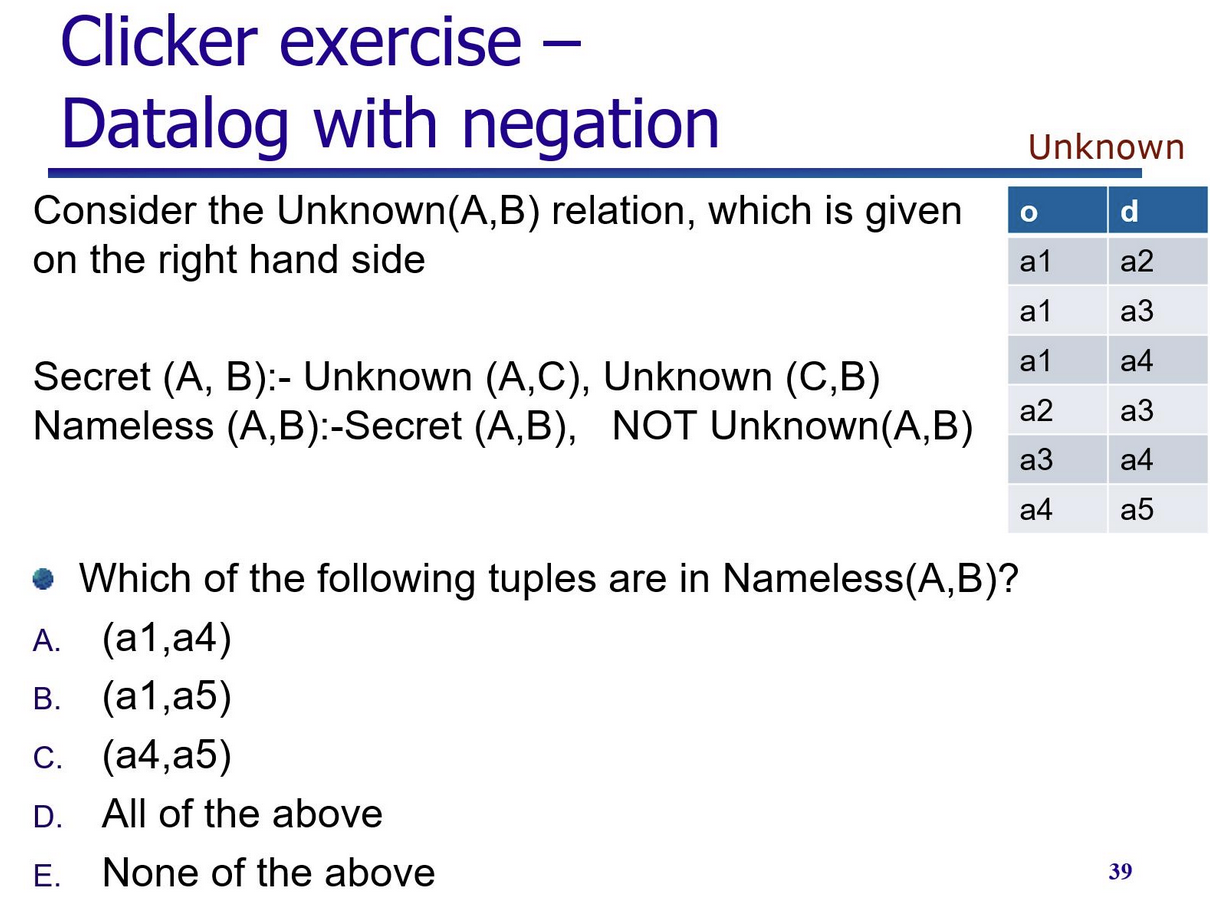 Clicker exercise –
Datalog with negation
Unknown
Consider the Unknown(A,B) relation, which is given
on the right hand side
o d
a1 a2
a1 a3
a1 a4
a2 a3
a3 a4
a4 a5
Secret (A, B):- Unknown (A,C), Unknown (C,B)
Nameless (A,B):-Secret (A,B), NOT Unknown(A,B)
Which of the following tuples are in Nameless(A,B)?
A. (a1,a4)
B. (a1,a5)
C. (a4,a5)
D. All of the above
E. None of the above
39